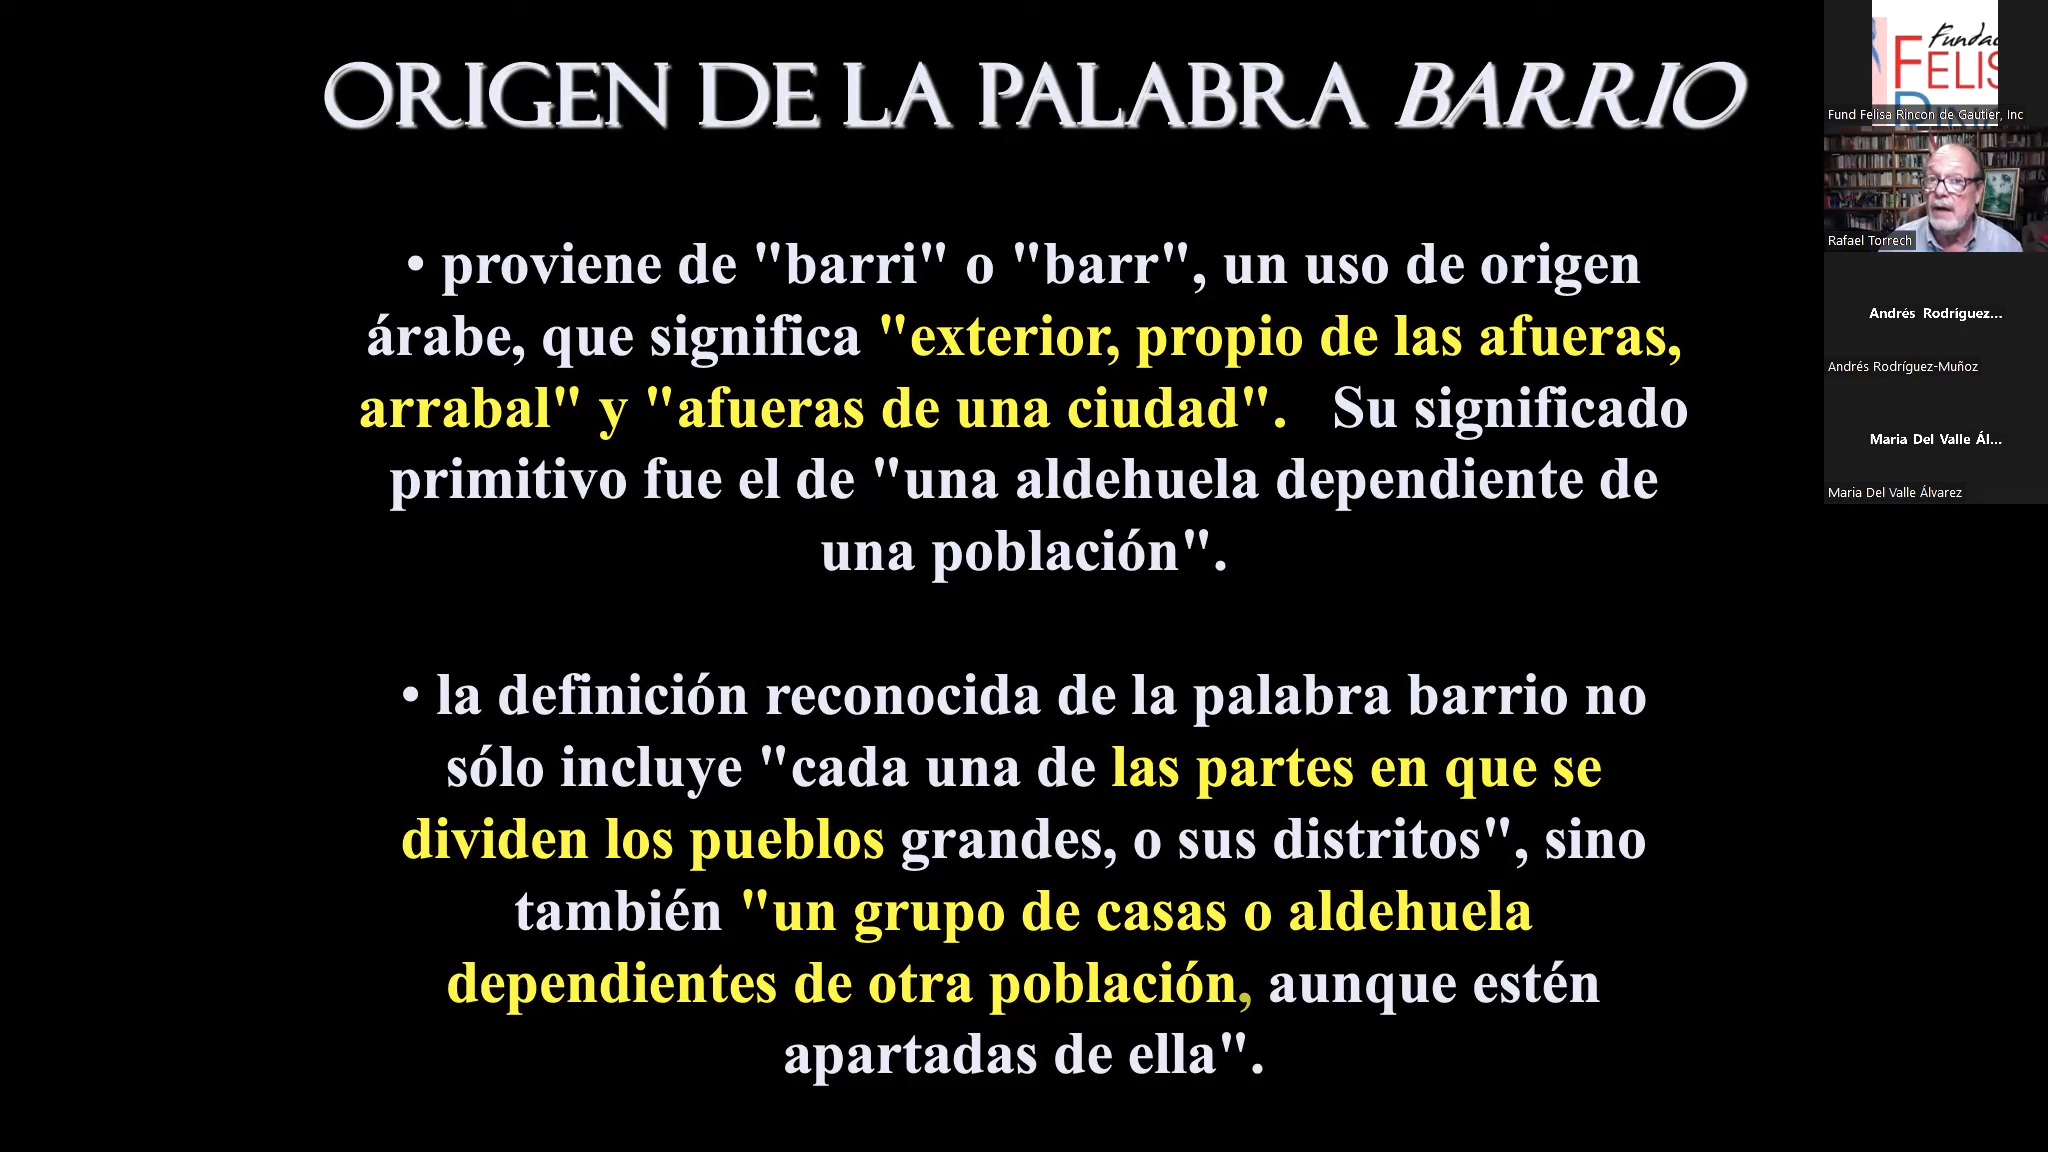 ORIGEN DE LA PALABRA BARRIO
• proviene de "barri" o "barr", un uso de origen
árabe, que significa "exterior, propio de las afueras,
arrabal" y "afueras de una ciudad". Su significado
primitivo fue el de "una aldehuela dependiente de
una población".
• la definición reconocida de la palabra barrio no
sólo incluye "cada una de las partes en que se
dividen los pueblos grandes, o sus distritos", sino
también "un grupo de casas o aldehuela
dependientes de otra población, aunque estén
apartadas de ella".
Fund Felisa Rincon de Gautier, Inc
Rafael Torrech
Andrés Rodríguez...
Andrés Rodríguez-Muñoz
Maria Del Valle Ál...
Maria Del Valle Álvarez